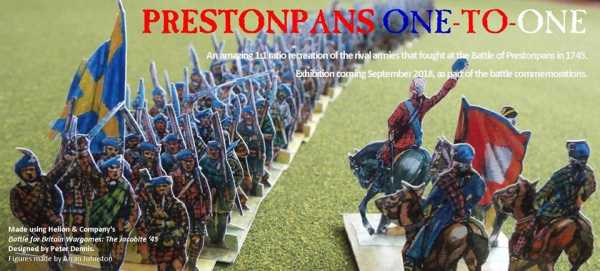 PRESTONPANS ONE-TO-ONE
An amazing 1:1 ratio recreation of the rival armies that fought at the Battle of Prestonpans in 1745.
Exhibition coming September 2018, as part of the battle commemorations.
Made using Helion & Company's
Battle for Britain Wargames: The Jacobite '45
Designed by Peter Dennis.
Figures made by Arran Johnston